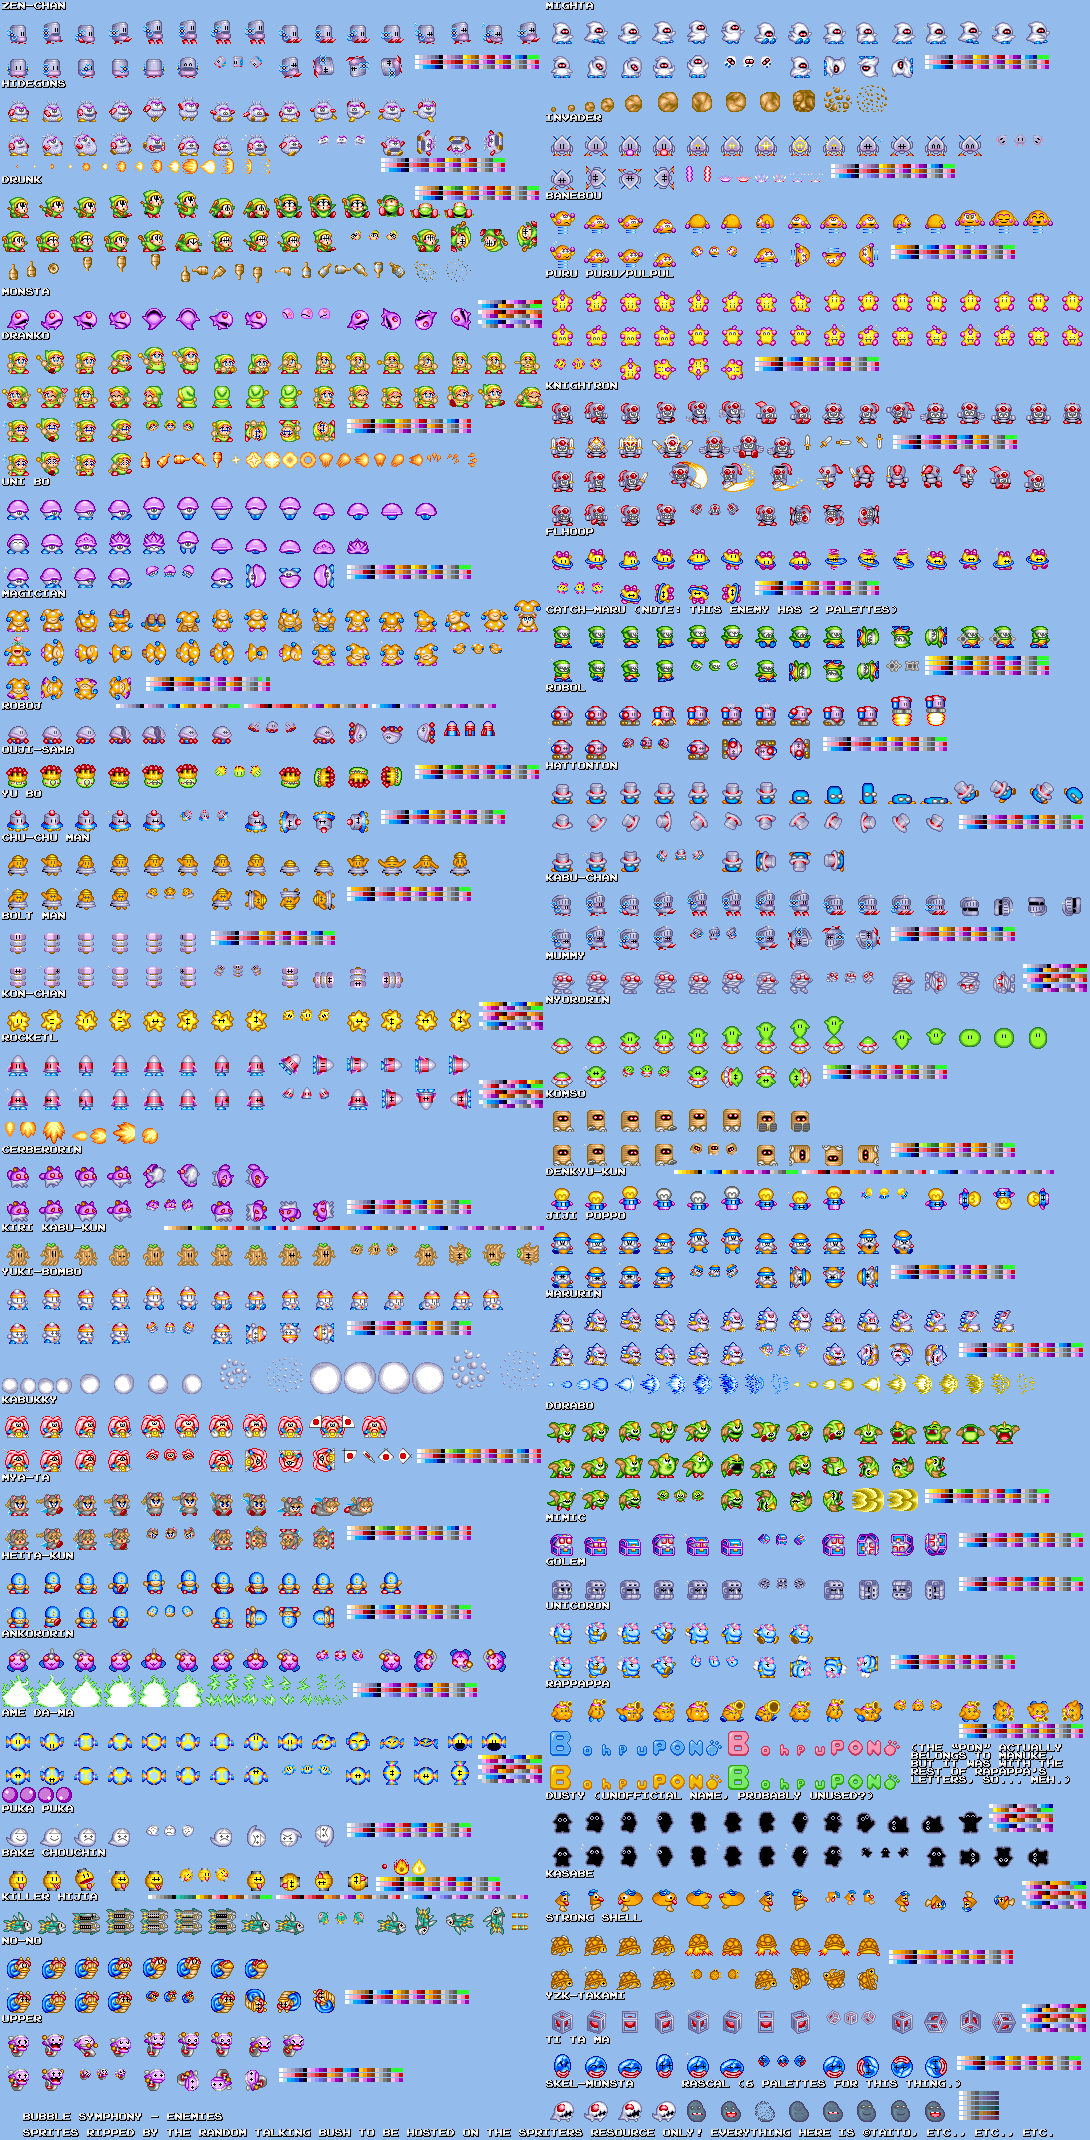 ZEN-CHAN
HIDEGONS
DRUNK
MONSTA
DRANKO
UNI BO
MAGICIAN
ROBOJ
OUJI-SAMA
YU BO
CHU-CHU MAN
BOLT MAN
KON-CHAN
ROCKETL
CERBERORIN
KIRI KABU-KUN
YUKI-BOMBO
KABUKKY
MYA-TA
HEITA-KUN
ANKORORIN
AME DA-MA
PUKA PUKA
BAKE CHOUCHIN
KILLER HIJIA
NO-NO
UPPER
MIGHTA
INVADER
BANEBOU
PURU PURU/PULPUL
KNIGHTRON
FLHOOP
CATCH-MARU (NOTE: THIS ENEMY HAS 2 PALETTES)
ROBOL
HATTONTON
KABU-CHAN
MUMMY
NYORORIN
KOMSO
DENKYU-KUN
JIJI POPPO
WARURIN
DORABO
MIMIC
GOLEM
UNICORON
RAPPAPPA
BohpuPON
BohpuPON
BohpuPON
BohpuPON
(THE "PON" ACTUALLY
BELONGS TO MANUKE,
BUT IT WAS WITH THE
REST OF RAPAPPA'S
LETTERS, SO... MEH.)
DUSTY (UNOFFICIAL NAME, PROBABLY UNUSED?)
KASABE
STRONG SHELL
YZK-TAKAMI
TI TA MA
SKEL-MONSTA
RASCAL (6 PALETTES FOR THIS THING.)
BUBBLE SYMPHONY - ENEMIES
SPRITES RIPPED BY THE RANDOM TALKING BUSH TO BE HOSTED ON THE SPRITERS RESOURCE ONLY! EVERYTHING HERE IS ©TAITO, ETC., ETC., ETC.